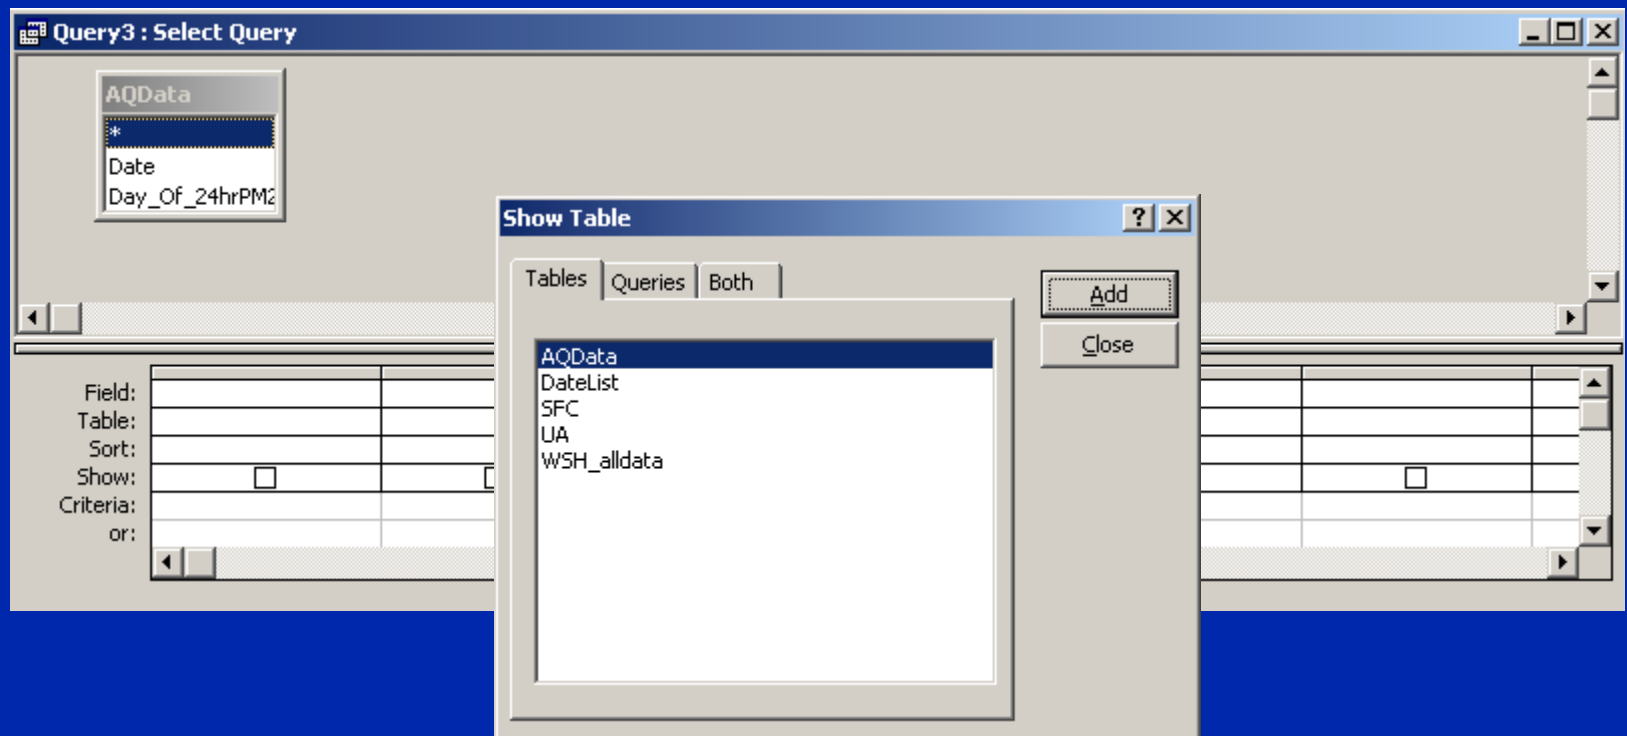 Query3 : Select Query
AQData
*
Date
Day_Of_24hrPM2
Show Table
Tables
Queries
Both
Add
Close
AQData
DateList
SFC
UA
WSH_alldata
Field:
Table:
Sort:
Show:
Criteria:
or: